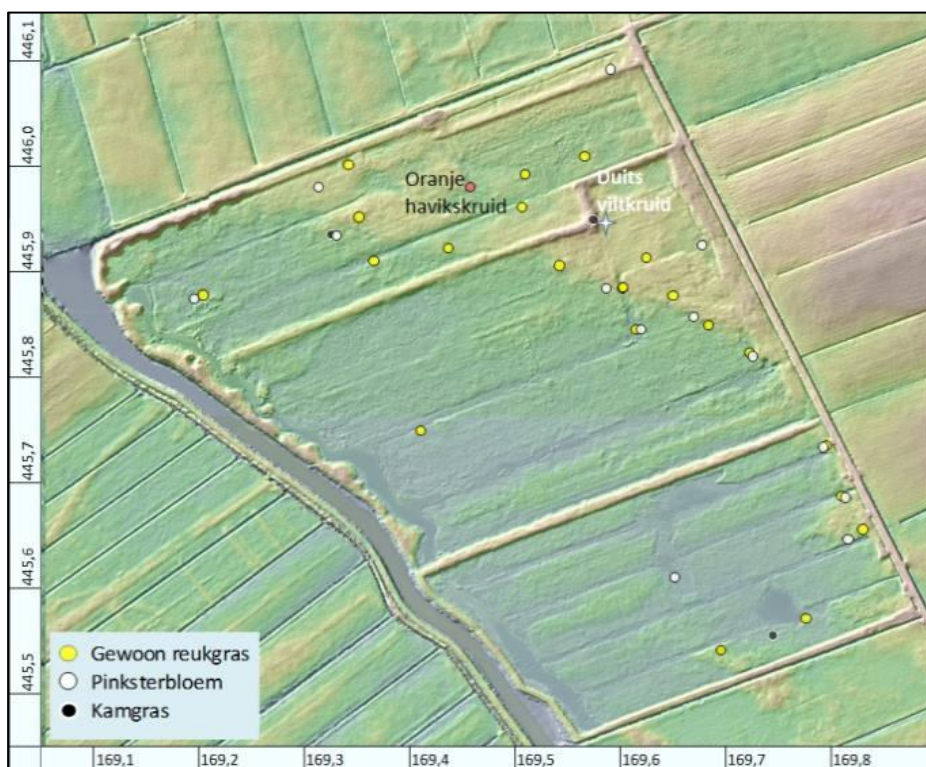 446,1
446,0
445,9
445,8
445,7
445,6
445,5
Oranje
havikskruid
Duits
viltkruid
Gewoon reukgras
Pinksterbloem
Kamgras
169,1
169,2
169,3
169,4
169,5
169,6
169,7
169,8